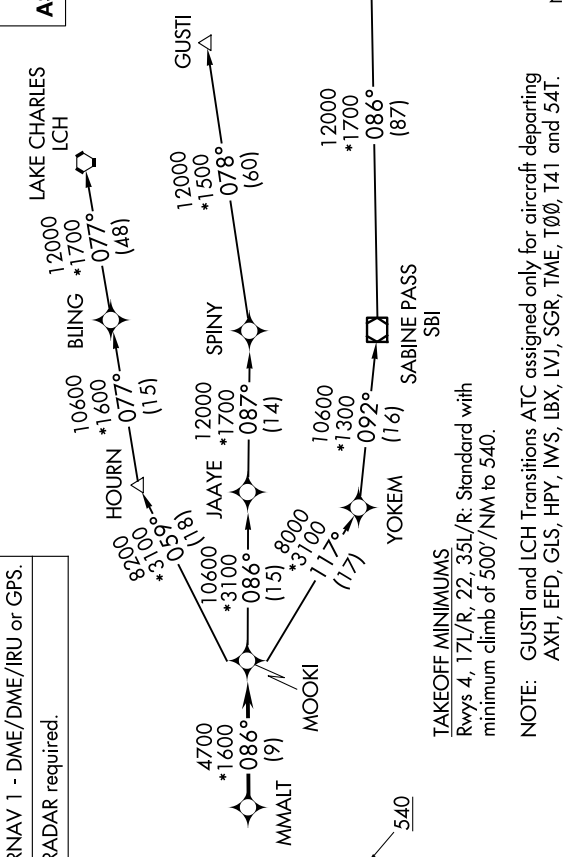 RNAV 1 - DME/DME/IRU or GPS.
RADAR required.
LAKE CHARLES
LCH
12000
*1700
077°
(48)
BLING
10600
*1600
077°
(15)
HOURN
8200
*3100
059°
(18)
GUSTI
12000
*1500
078°
(60)
SPINY
12000
*1700
087°
(14)
JAAYE
10600
*3100
086°
(15)
MOOKI
4700
*1600
086°
(9)
MMALT
8000
*3100
117°
(17)
YOKEM
10600
*1300
092°
(16)
SABINE PASS
SBI
12000
*1700
086°
(87)
540
TAKEOFF MINIMUMS
Rwys 4, 17L/R, 22, 35L/R: Standard with
minimum climb of 500'/NM to 540.
NOTE: GUSTI and LCH Transitions ATC assigned only for aircraft departing
AXH, EFD, GLS, HPY, IWS, LBX, LVJ, SGR, TME, TØØ, T41 and 54T.